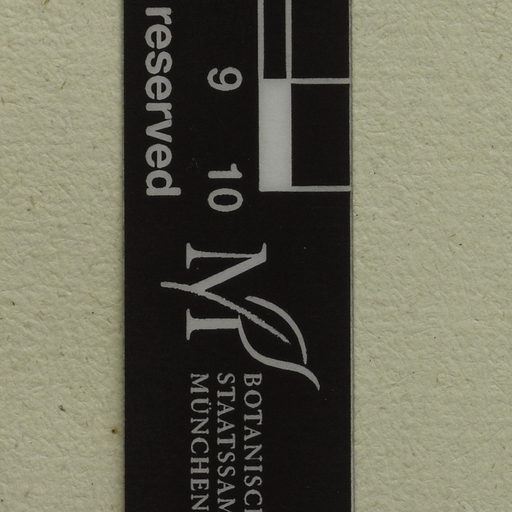 reserved
9 10
M
BOTANISC
STAATSSAM
MÜNCHEN